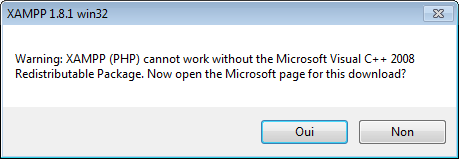 XAMPP 1.8.1 win32
Warning: XAMPP (PHP) cannot work without the Microsoft Visual C++ 2008
Redistributable Package. Now open the Microsoft page for this download?
Oui
Non